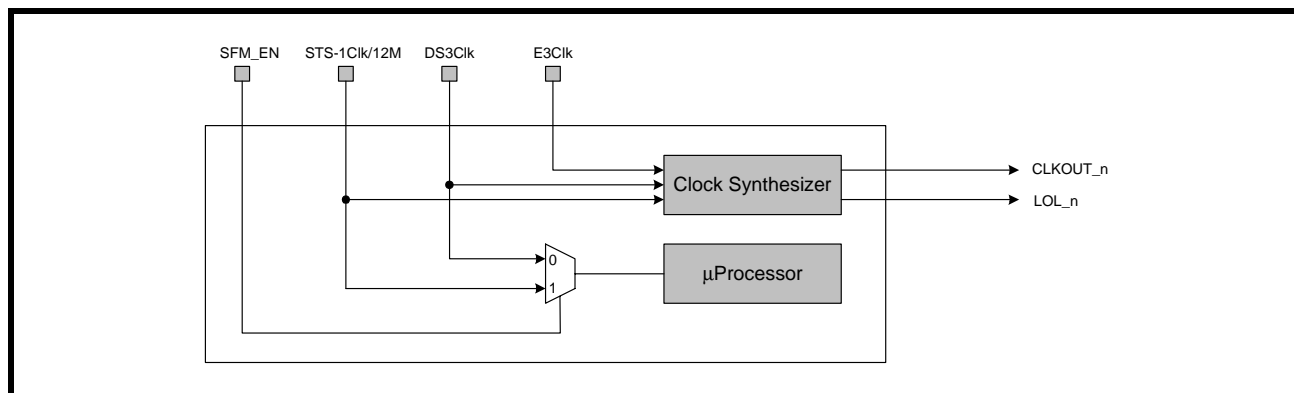 SFM_EN STS-1Clk/12M DS3Clk E3Clk
Clock Synthesizer
CLKOUT_n
LOL_n
0
1
μProcessor